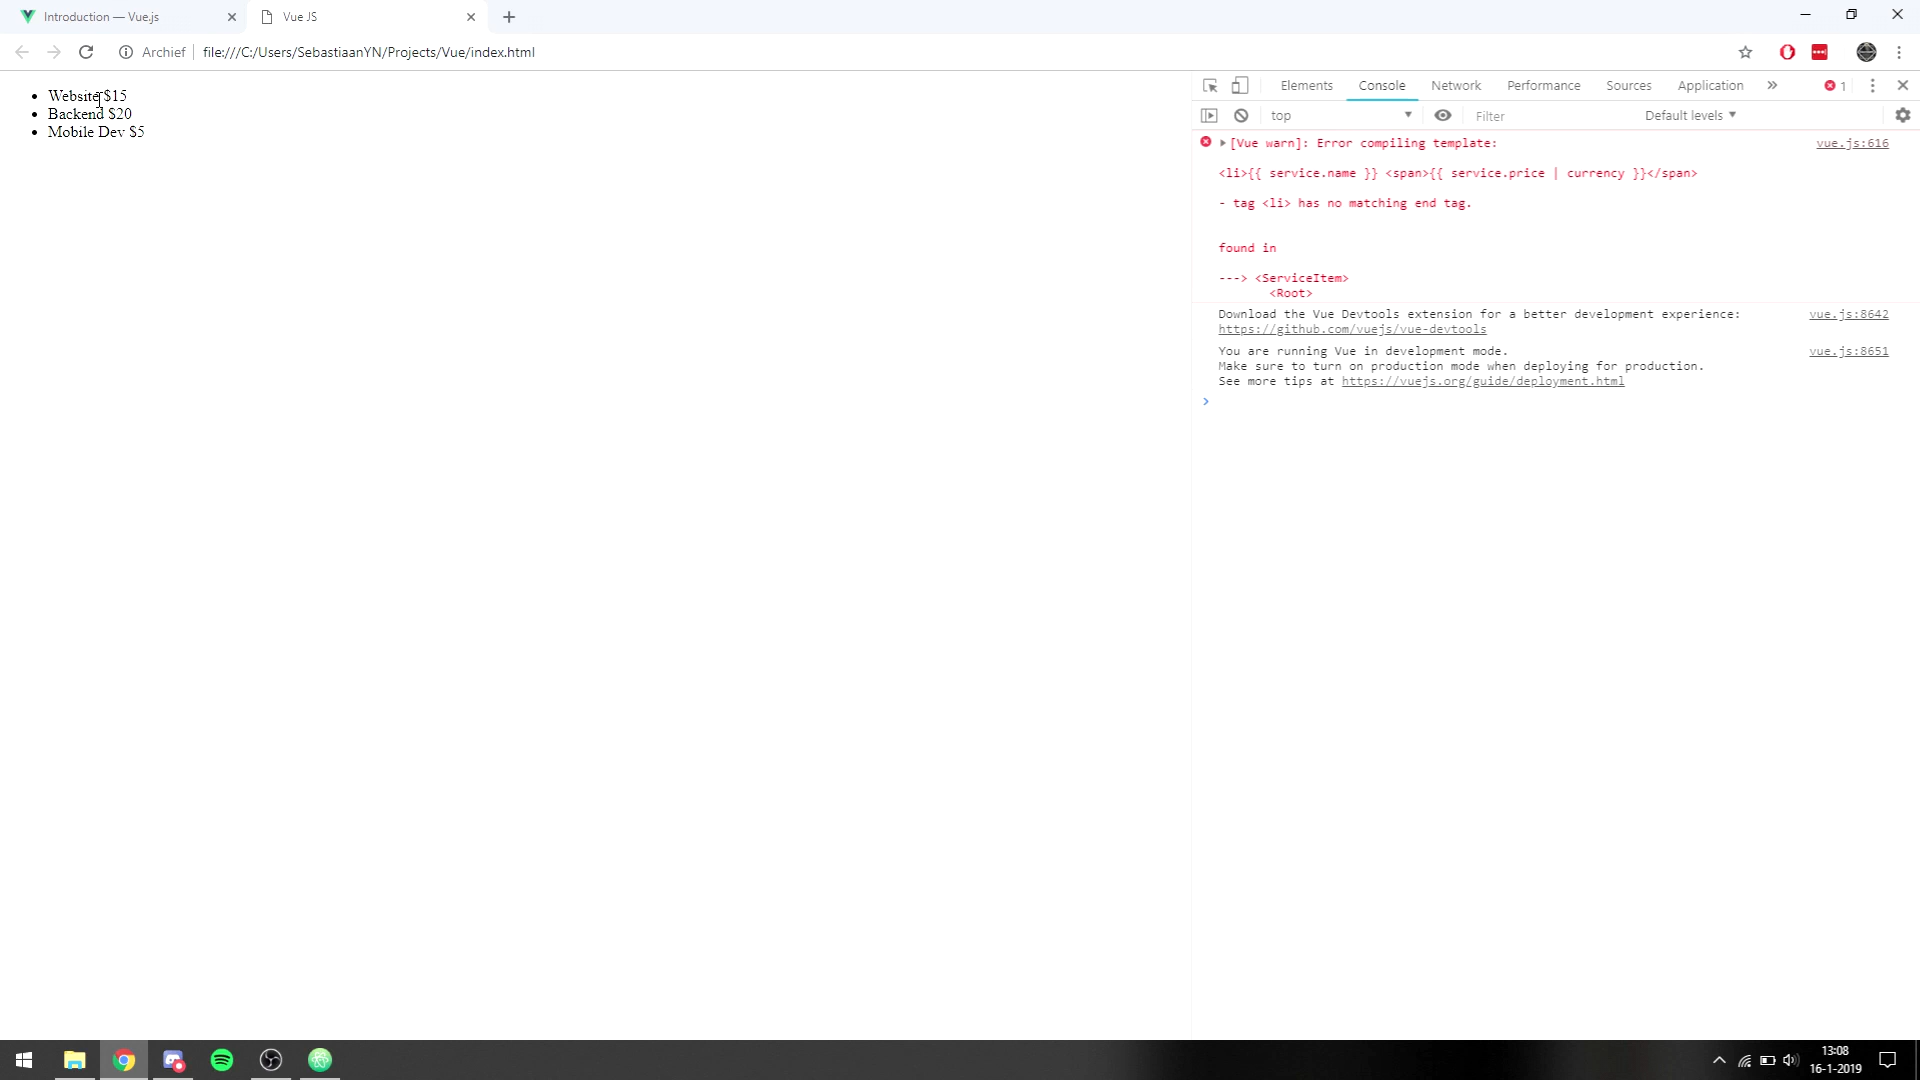 Introduction — Vue.js
Vue JS
Archief file:///C:/Users/SebastiaanYN/Projects/Vue/index.html
Website $15
Backend $20
Mobile Dev $5
Elements Console Network Performance Sources Application » 1
top Filter Default levels
[Vue warn]: Error compiling template: vue.js:616
<li>{{ service.name }} <span>{{ service.price | currency }}</span>
- tag <li> has no matching end tag.
found in
---> <ServiceItem>
<Root>
Download the Vue Devtools extension for a better development experience: vue.js:8642
https://github.com/vuejs/vue-devtools
You are running Vue in development mode. vue.js:8651
Make sure to turn on production mode when deploying for production.
See more tips at https://vuejs.org/guide/deployment.html
>
13:08
16-1-2019